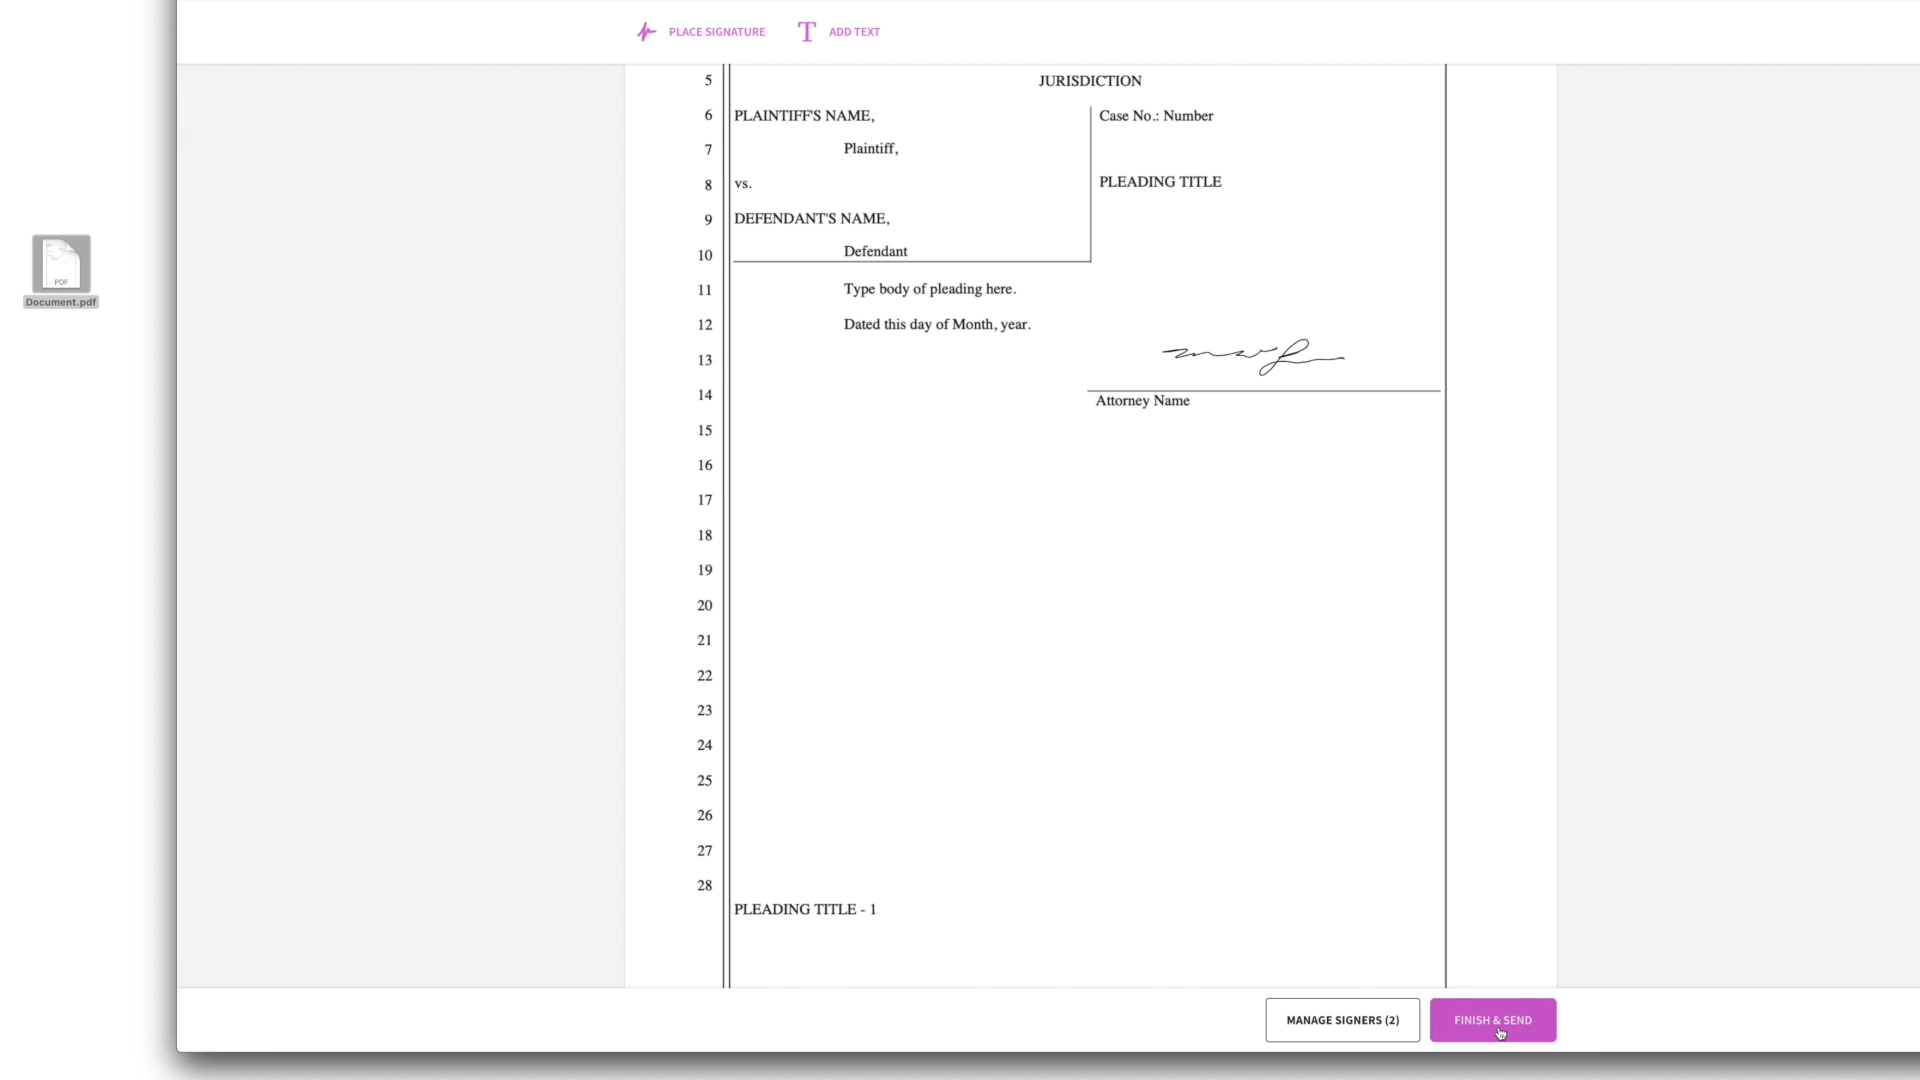 PLACE SIGNATURE
T ADD TEXT
5 JURISDICTION
6 PLAINTIFF'S NAME, Case No.: Number
7 Plaintiff,
8 vs. PLEADING TITLE
9 DEFENDANT'S NAME,
10 Defendant
11 Type body of pleading here.
12 Dated this day of Month, year.
13
14
Attorney Name
15
16
17
18
19
20
21
22
23
24
25
26
27
28
PLEADING TITLE - 1
PDF
Document.pdf
MANAGE SIGNERS (2)
FINISH & SEND